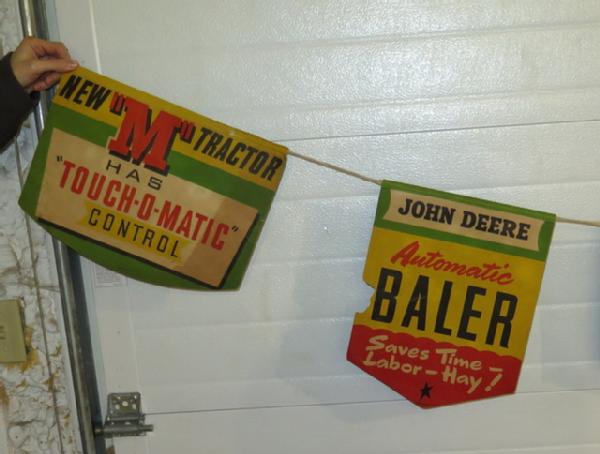 NEW "M" TRACTOR
HAS
"TOUCH-O-MATIC"
CONTROL
JOHN DEERE
Automatic
BALER
Saves Time -
Labor - Hay!